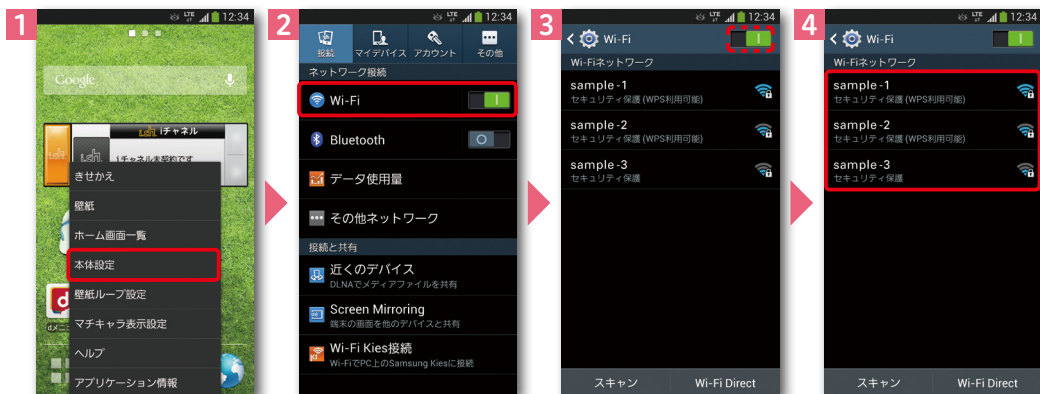 1
12:34
Google
iチャネル
iチャネル未契約です
きせかえ
壁紙
ホーム画面一覧
本体設定
壁紙ループ設定
マチキャラ表示設定
ヘルプ
アプリケーション情報
2
LTE 12:34
接続 マイデバイス アカウント その他
ネットワーク接続
Wi-Fi
Bluetooth
データ使用量
その他ネットワーク
接続と共有
近くのデバイス
DLNAでメディアファイルを共有
Screen Mirroring
端末の画面を他のデバイスと共有
Wi-Fi Kies接続
Wi-FiでPC上のSamsung Kiesに接続
3
LTE 12:34
Wi-Fi
Wi-Fiネットワーク
sample-1
セキュリティ保護 (WPS利用可能)
sample-2
セキュリティ保護 (WPS利用可能)
sample-3
セキュリティ保護
スキャン Wi-Fi Direct
4
LTE 12:34
Wi-Fi
Wi-Fiネットワーク
sample-1
セキュリティ保護 (WPS利用可能)
sample-2
セキュリティ保護 (WPS利用可能)
sample-3
セキュリティ保護
スキャン Wi-Fi Direct